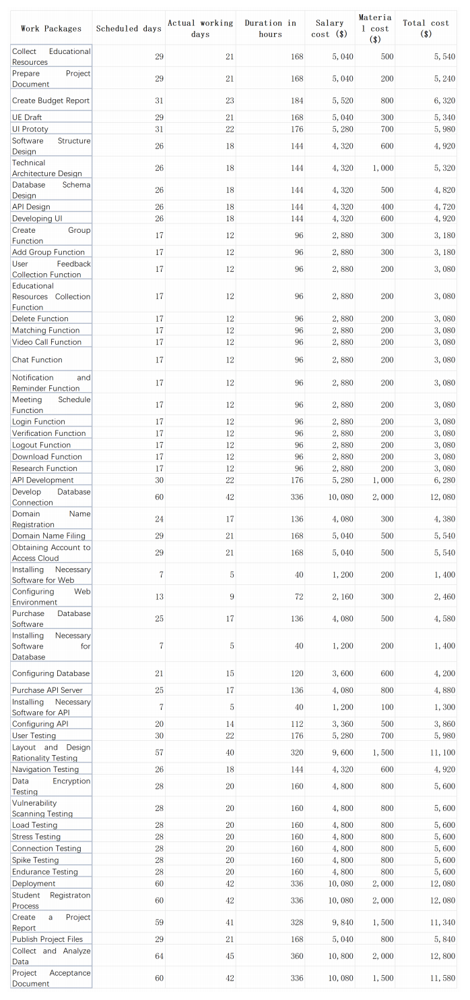 Work Packages Scheduled days Actual working days Duration in hours Salary cost ($) Materia l cost ($) Total cost ($)
Collect Educational Resources 29 21 168 5,040 500 5,540
Prepare Project Document 29 21 168 5,040 200 5,240
Create Budget Report 31 23 184 5,520 800 6,320
UE Draft 29 21 168 5,040 300 5,340
UI Prototy 31 22 176 5,280 700 5,980
Software Structure Design 26 18 144 4,320 600 4,920
Technical Architecture Design 26 18 144 4,320 1,000 5,320
Database Schema Design 26 18 144 4,320 500 4,820
API Design 26 18 144 4,320 400 4,720
Developing UI 26 18 144 4,320 600 4,920
Create Group Function 17 12 96 2,880 300 3,180
Add Group Function 17 12 96 2,880 300 3,180
User Feedback Collection Function 17 12 96 2,880 200 3,080
Educational Resources Collection Function 17 12 96 2,880 200 3,080
Delete Function 17 12 96 2,880 200 3,080
Matching Function 17 12 96 2,880 200 3,080
Video Call Function 17 12 96 2,880 200 3,080
Chat Function 17 12 96 2,880 200 3,080
Notification and Reminder Function 17 12 96 2,880 200 3,080
Meeting Schedule Function 17 12 96 2,880 200 3,080
Login Function 17 12 96 2,880 200 3,080
Verification Function 17 12 96 2,880 200 3,080
Logout Function 17 12 96 2,880 200 3,080
Download Function 17 12 96 2,880 200 3,080
Research Function 17 12 96 2,880 200 3,080
API Development 30 22 176 5,280 1,000 6,280
Develop Database Connection 60 42 336 10,080 2,000 12,080
Domain Name Registration 24 17 136 4,080 300 4,380
Domain Name Filing 29 21 168 5,040 500 5,540
Obtaining Account to Access Cloud 29 21 168 5,040 500 5,540
Installing Necessary Software for Web 7 5 40 1,200 200 1,400
Configuring Web Environment 13 9 72 2,160 300 2,460
Purchase Database Software 25 17 136 4,080 500 4,580
Installing Necessary Software for Database 7 5 40 1,200 200 1,400
Configuring Database 21 15 120 3,600 600 4,200
Purchase API Server 25 17 136 4,080 800 4,880
Installing Necessary Software for API 7 5 40 1,200 100 1,300
Configuring API 20 14 112 3,360 500 3,860
User Testing 30 22 176 5,280 700 5,980
Layout and Design Rationality Testing 57 40 320 9,600 1,500 11,100
Navigation Testing 26 18 144 4,320 600 4,920
Data Encryption Testing 28 20 160 4,800 800 5,600
Vulnerability Scanning Testing 28 20 160 4,800 800 5,600
Load Testing 28 20 160 4,800 800 5,600
Stress Testing 28 20 160 4,800 800 5,600
Connection Testing 28 20 160 4,800 800 5,600
Spike Testing 28 20 160 4,800 800 5,600
Endurance Testing 28 20 160 4,800 800 5,600
Deployment 60 42 336 10,080 2,000 12,080
Student Registraton Process 60 42 336 10,080 2,000 12,080
Create a Project Report 59 41 328 9,840 1,500 11,340
Publish Project Files 29 21 168 5,040 800 5,840
Collect and Analyze Data 64 45 360 10,800 2,000 12,800
Project Acceptance Document 60 42 336 10,080 1,500 11,580